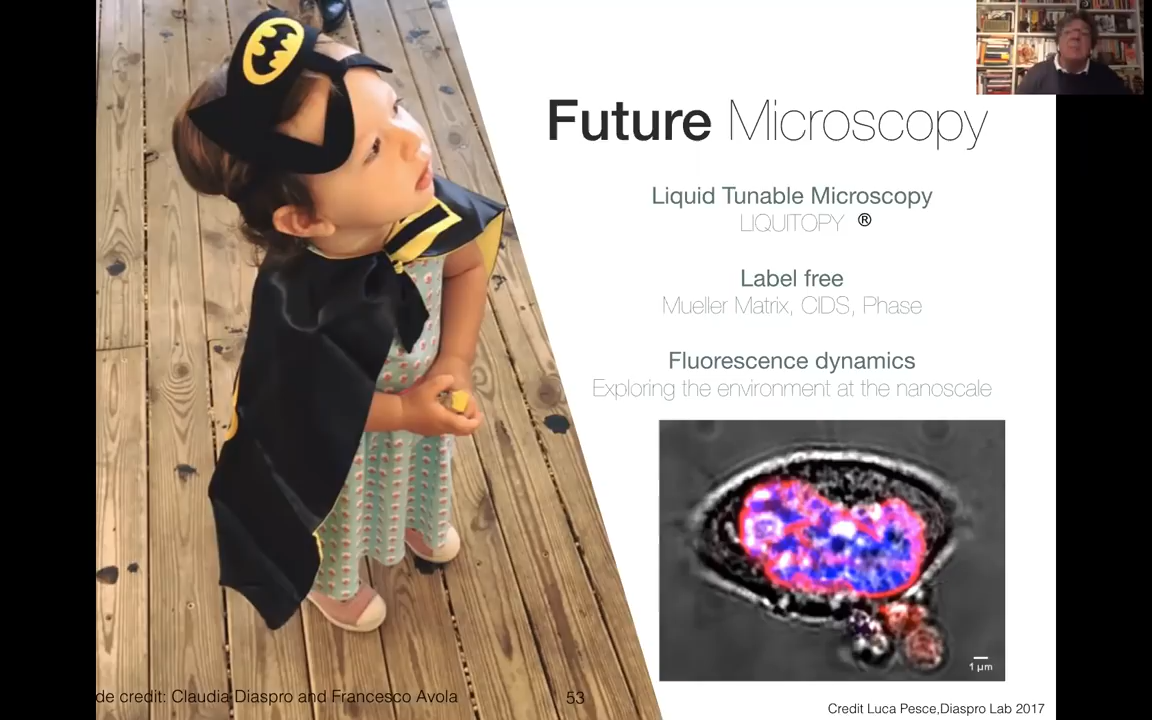 Future Microscopy
Liquid Tunable Microscopy
LIQUITOPY ®
Label free
Mueller Matrix, CIDS, Phase
Fluorescence dynamics
Exploring the environment at the nanoscale
1 µm
de credit: Claudia Diaspro and Francesco Avola
53
Credit Luca Pesce,Diaspro Lab 2017